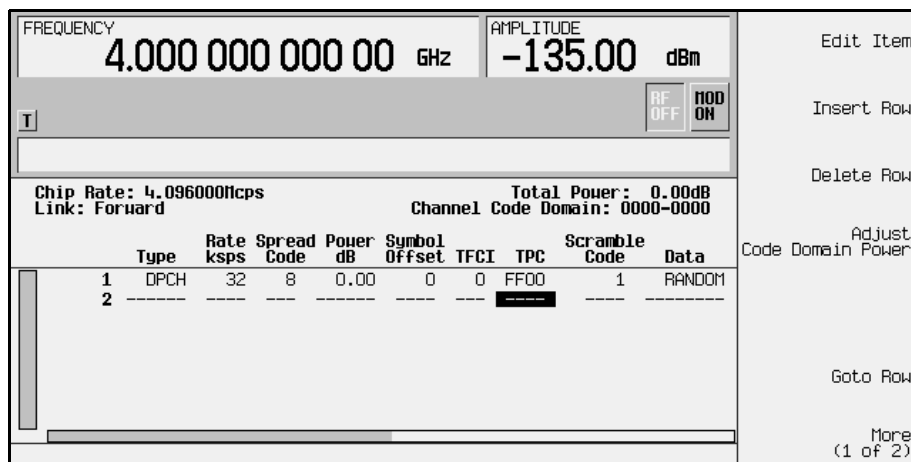 FREQUENCY
4.000 000 000 00 GHz
AMPLITUDE
-135.00 dBm
RF OFF
MOD ON
T
Chip Rate: 4.096000Mcps
Total Power: 0.00dB
Link: Forward
Channel Code Domain: 0000-0000
Type Rate ksps Spread Code Power dB Symbol Offset TFCI TPC Scramble Code Data
1 DPCH 32 8 0.00 0 0 FF00 1 RANDOM
2 ------ ---- --- ------ ---- --- ---- ---- --------
Edit Item
Insert Row
Delete Row
Adjust
Code Domain Power
Goto Row
More
(1 of 2)